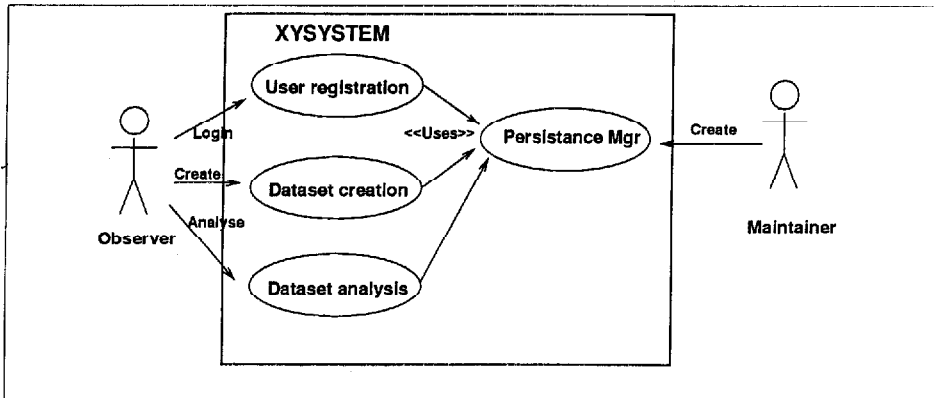 XYSYSTEM
User registration
Login
<<Uses>>
Persistance Mgr
Create
Create
Dataset creation
Analyse
Observer
Maintainer
Dataset analysis